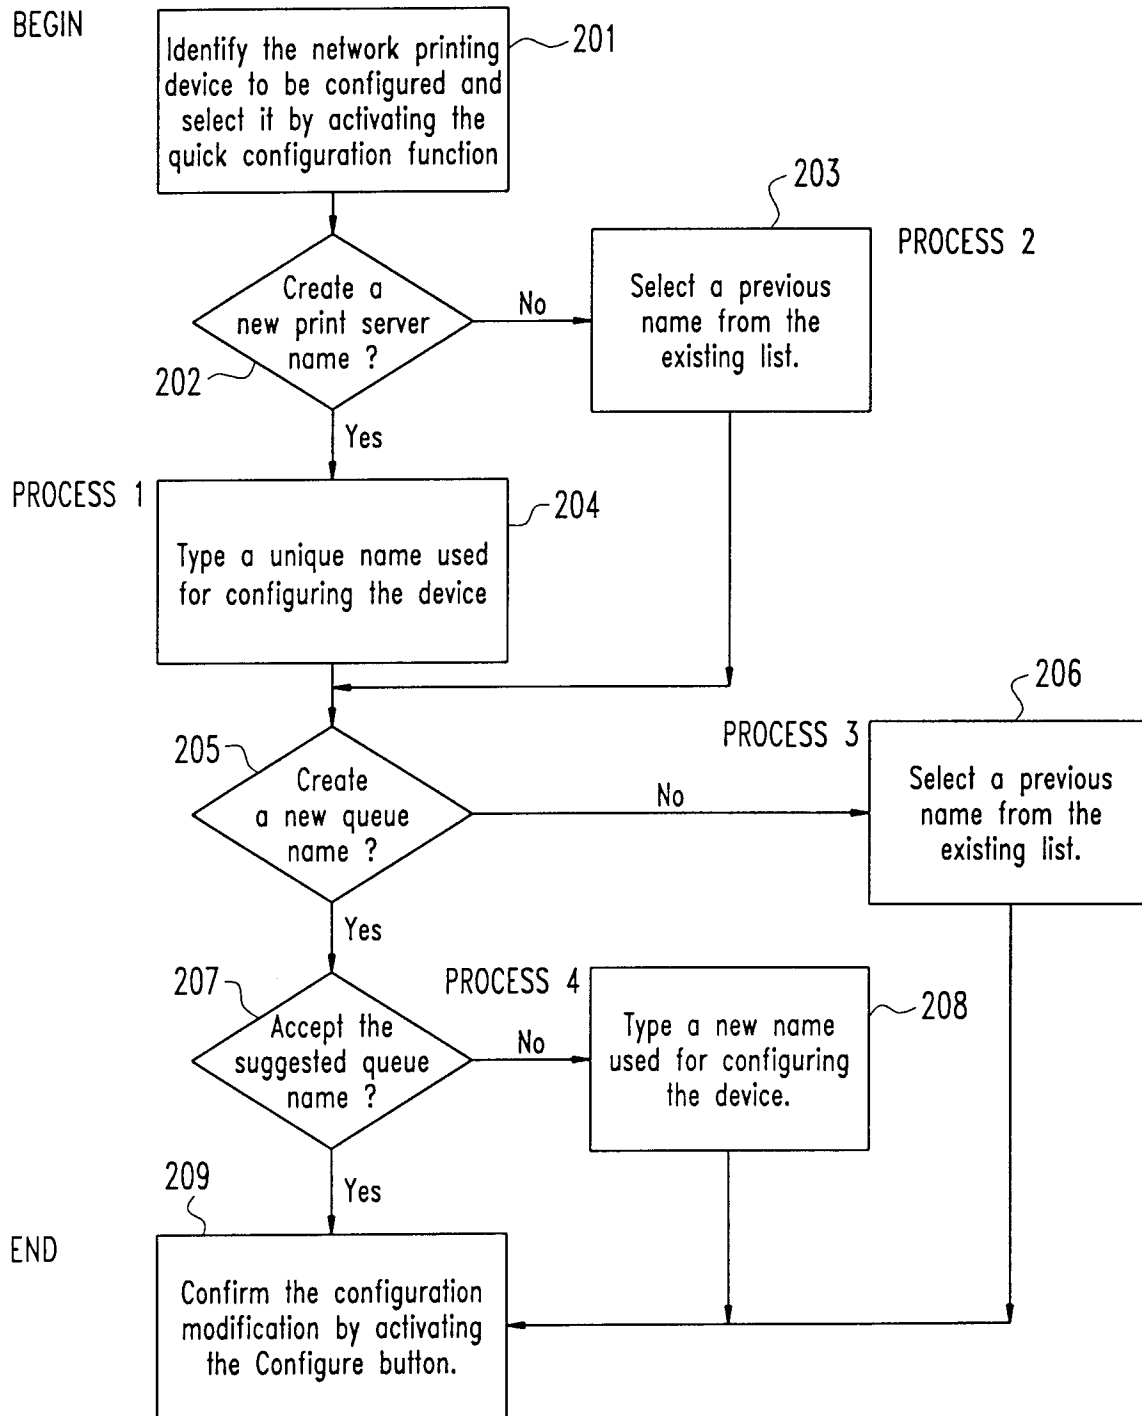 BEGIN
Identify the network printing
device to be configured and
select it by activating the
quick configuration function
201
203
PROCESS 2
Create a
new print server
name ?
No
Select a previous
name from the
existing list.
202
Yes
PROCESS 1
204
Type a unique name used
for configuring the device
206
205
PROCESS 3
Create
a new queue
name ?
No
Select a previous
name from the
existing list.
Yes
207
PROCESS 4
208
Accept the
suggested queue
name ?
No
Type a new name
used for configuring
the device.
209
Yes
END
Confirm the configuration
modification by activating
the Configure button.